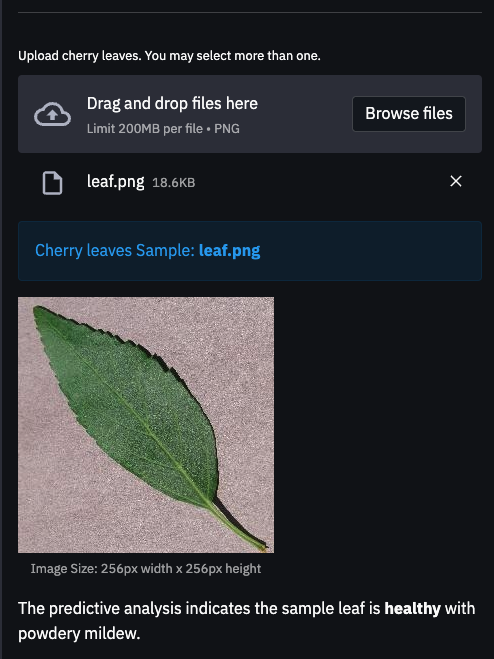 Upload cherry leaves. You may select more than one.
Drag and drop files here
Limit 200MB per file • PNG
Browse files
leaf.png 18.6KB
Cherry leaves Sample: leaf.png
Image Size: 256px width x 256px height
The predictive analysis indicates the sample leaf is healthy with
powdery mildew.